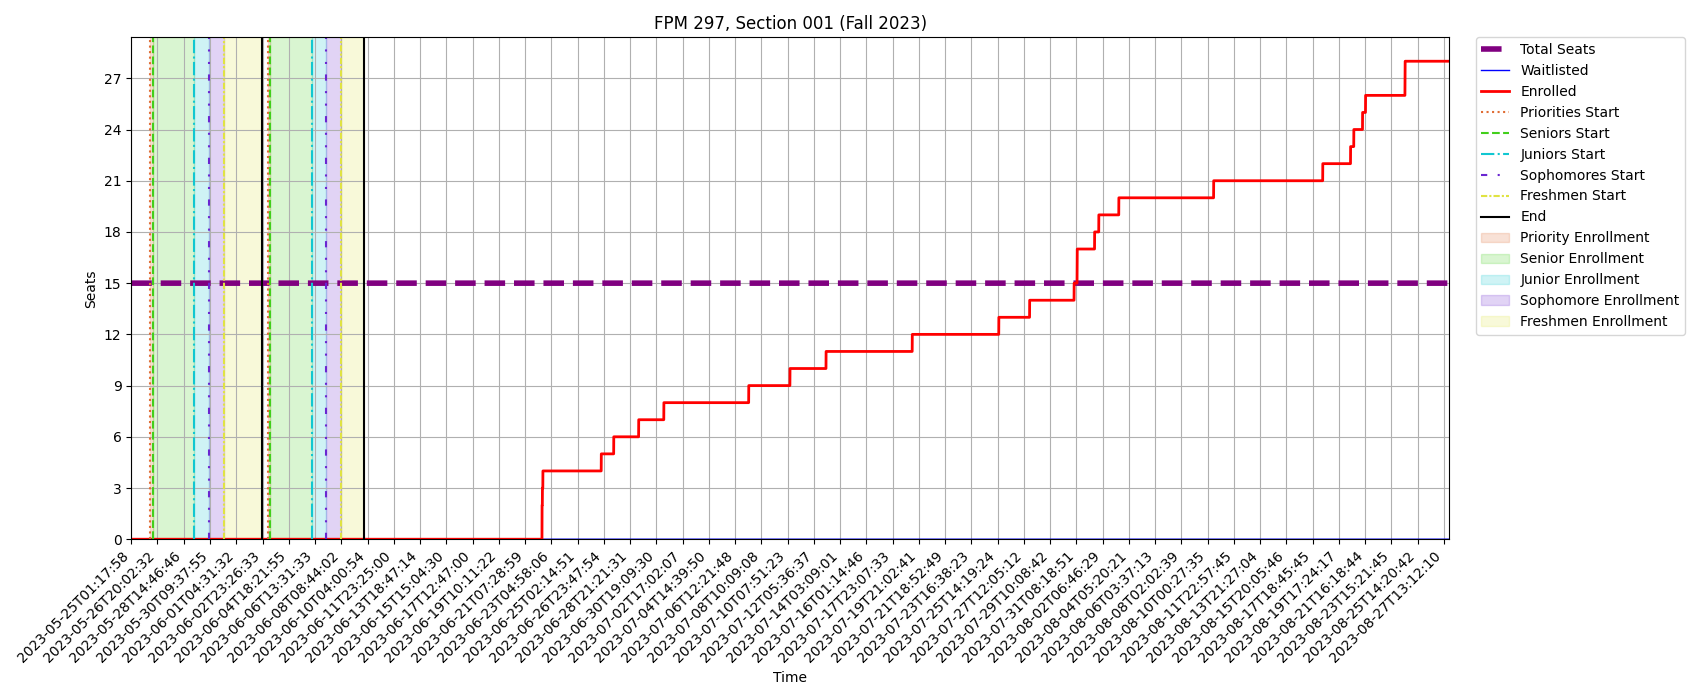 FPM 297, Section 001 (Fall 2023)
Seats
27
24
21
18
15
12
9
6
3
0
2023-05-25T01:17:58
2023-05-26T20:02:32
2023-05-28T14:46:46
2023-05-30T09:37:55
2023-06-01T04:31:32
2023-06-02T23:26:33
2023-06-04T18:21:55
2023-06-06T13:31:33
2023-06-08T08:44:02
2023-06-10T04:00:54
2023-06-11T23:25:00
2023-06-13T18:47:14
2023-06-15T15:04:30
2023-06-17T12:47:00
2023-06-19T10:11:22
2023-06-21T07:28:59
2023-06-23T04:58:06
2023-06-25T02:14:51
2023-06-26T23:47:54
2023-06-28T21:21:31
2023-06-30T19:09:30
2023-07-02T17:02:07
2023-07-04T14:39:50
2023-07-06T12:21:48
2023-07-08T10:09:08
2023-07-10T07:51:23
2023-07-12T05:36:37
2023-07-14T03:09:01
2023-07-16T01:14:46
2023-07-17T23:07:33
2023-07-19T21:02:41
2023-07-21T18:52:49
2023-07-23T16:38:23
2023-07-25T14:19:24
2023-07-27T12:05:12
2023-07-29T10:08:42
2023-07-31T08:18:51
2023-08-02T06:46:29
2023-08-04T05:20:21
2023-08-06T03:37:13
2023-08-08T02:02:39
2023-08-10T00:27:35
2023-08-11T22:57:45
2023-08-13T21:27:04
2023-08-15T20:05:46
2023-08-17T18:45:45
2023-08-19T17:24:17
2023-08-21T16:18:44
2023-08-23T15:21:45
2023-08-25T14:20:42
2023-08-27T13:12:10
Time
Total Seats
Waitlisted
Enrolled
Priorities Start
Seniors Start
Juniors Start
Sophomores Start
Freshmen Start
End
Priority Enrollment
Senior Enrollment
Junior Enrollment
Sophomore Enrollment
Freshmen Enrollment